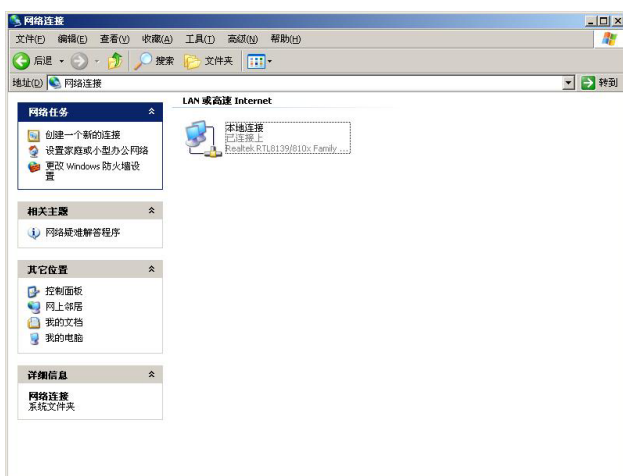 网络连接
文件(F) 编辑(E) 查看(V) 收藏(A) 工具(T) 高级(N) 帮助(H)
后退 搜索 文件夹
地址(D) 网络连接 转到
网络任务
创建一个新的连接
设置家庭或小型办公网络
更改 Windows 防火墙设
置
相关主题
网络疑难解答程序
其它位置
控制面板
网上邻居
我的文档
我的电脑
详细信息
网络连接
系统文件夹
LAN 或高速 Internet
本地连接
已连接上
Realtek RTL8139/810x Family ...